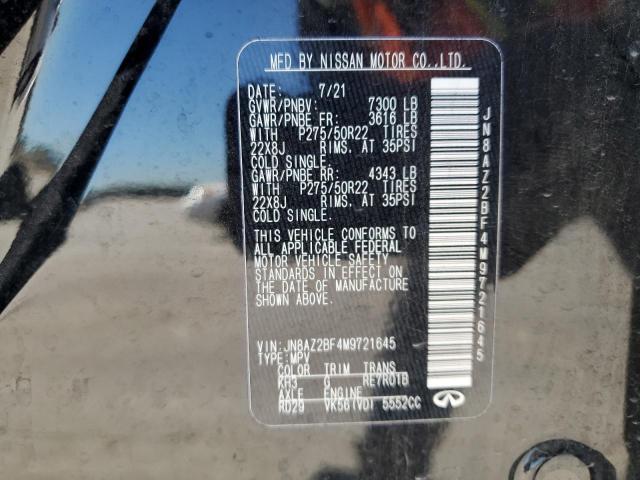 MFD BY NISSAN MOTOR CO.,LTD.
DATE: 7/21
GVWR/PNBV: 7300 LB
GAWR/PNBE FR: 3616 LB
WITH P275/50R22 TIRES
22X8J RIMS, AT 35PSI
COLD SINGLE.
GAWR/PNBE RR: 4343 LB
WITH P275/50R22 TIRES
22X8J RIMS, AT 35PSI
COLD SINGLE.
THIS VEHICLE CONFORMS TO
ALL APPLICABLE FEDERAL
MOTOR VEHICLE SAFETY
STANDARDS IN EFFECT ON
THE DATE OF MANUFACTURE
SHOWN ABOVE.
VIN:JN8AZ2BF4M9721645
TYPE:MPV
COLOR TRIM TRANS
KH3 G RE7R01B
AXLE ENGINE
RD29 VK56(VD) 5552CC
JN8AZ2BF4M9721645